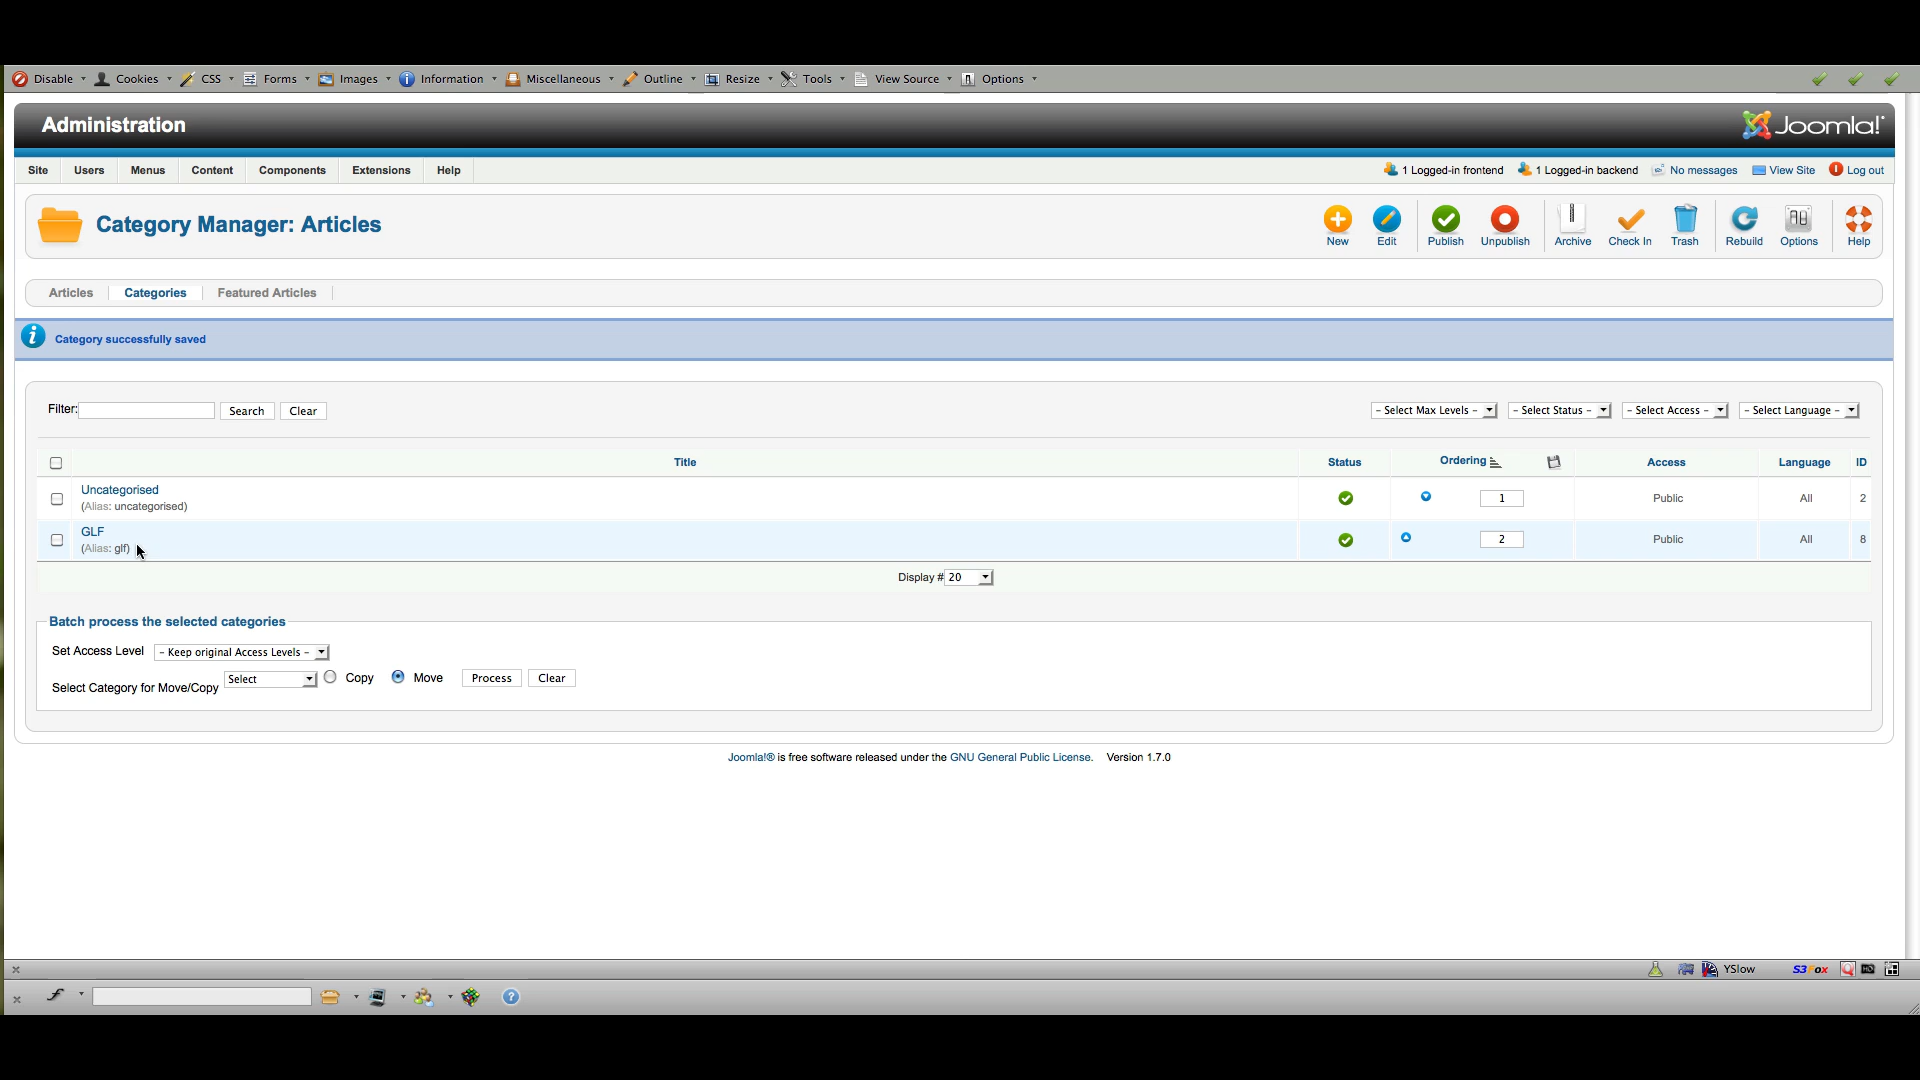 Disable Cookies CSS Forms Images Information Miscellaneous Outline Resize Tools View Source Options
Administration
Joomla!®
Site Users Menus Content Components Extensions Help
1 Logged-in frontend 1 Logged-in backend No messages View Site Log out
Category Manager: Articles
New Edit Publish Unpublish Archive Check In Trash Rebuild Options Help
Articles Categories Featured Articles
Category successfully saved
Filter: Search Clear
- Select Max Levels - - Select Status - - Select Access - - Select Language -
Title Status Ordering Access Language ID
Uncategorised
(Alias: uncategorised)
1 Public All 2
GLF
(Alias: glf)
2 Public All 8
Display # 20
Batch process the selected categories
Set Access Level - Keep original Access Levels -
Select Category for Move/Copy Select Copy Move Process Clear
Joomla!® is free software released under the GNU General Public License. Version 1.7.0
YSlow S3Fox